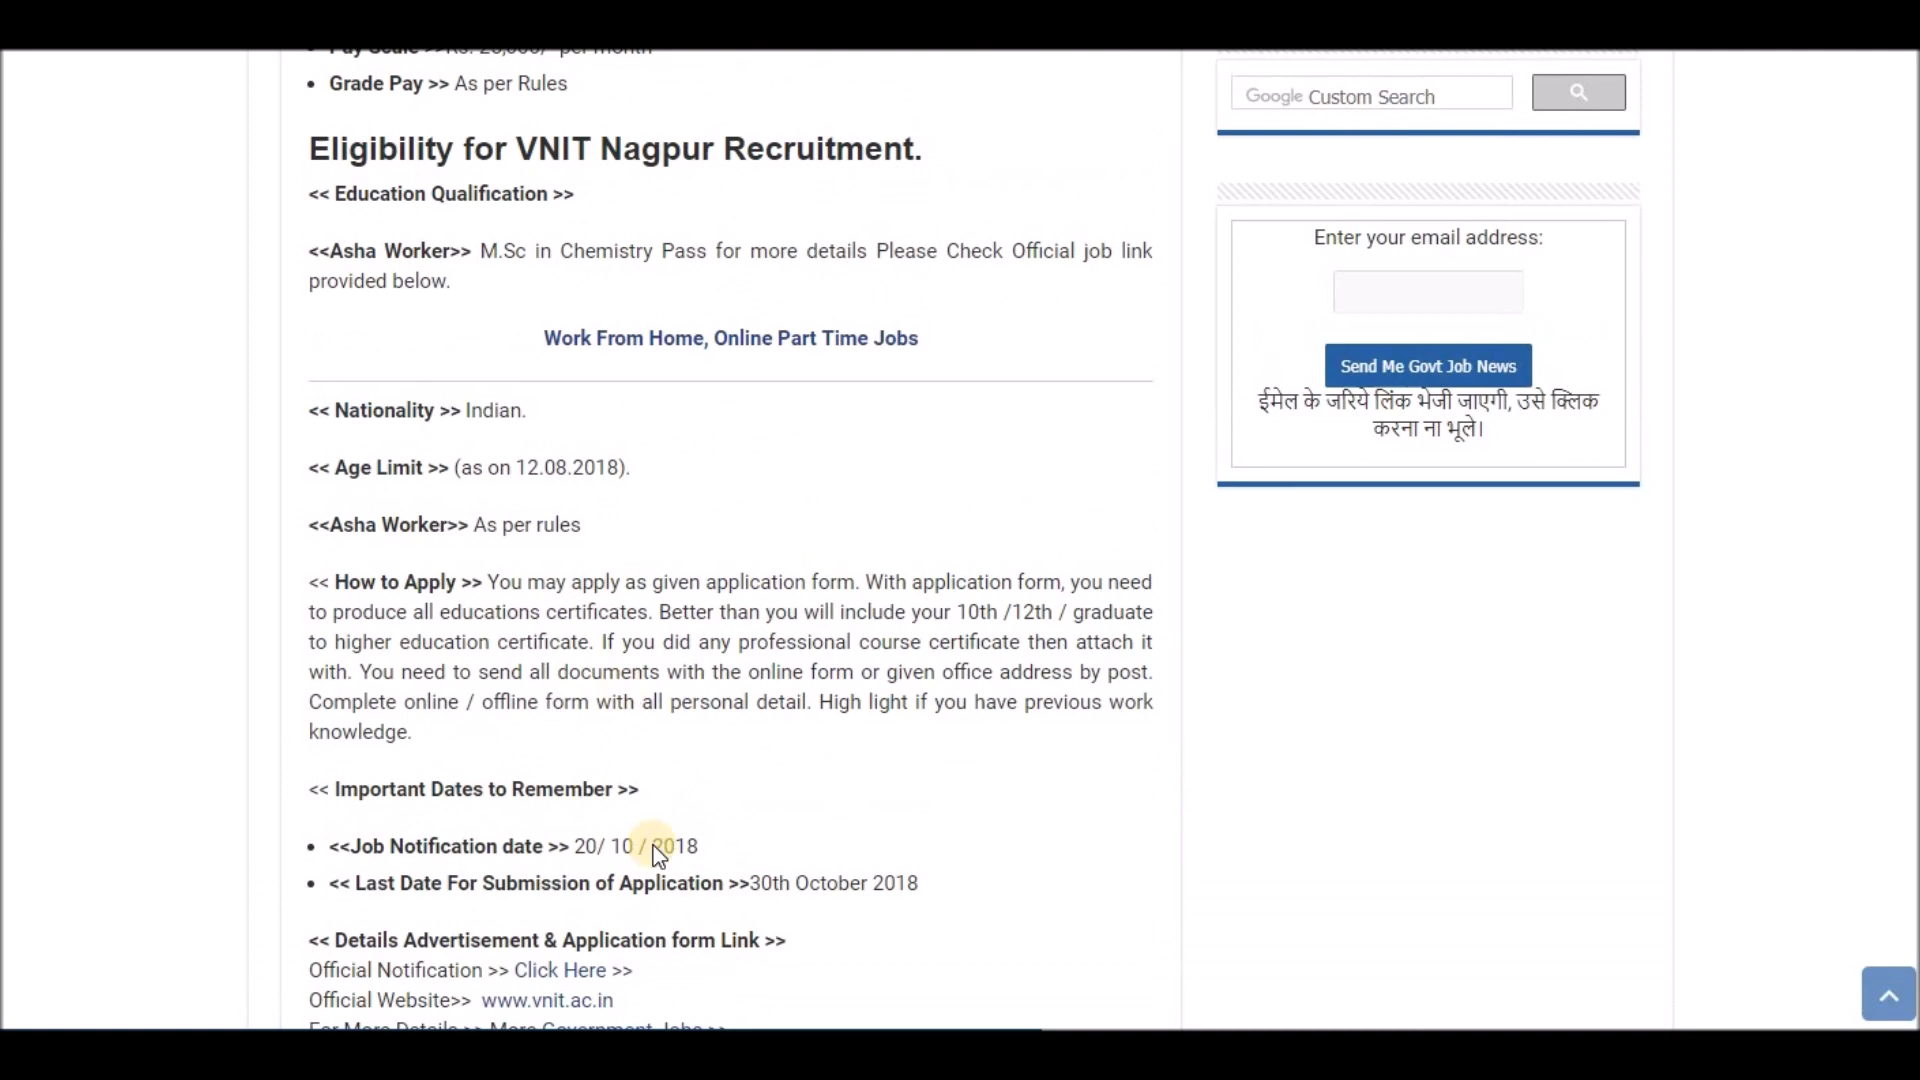 Grade Pay >> As per Rules
Eligibility for VNIT Nagpur Recruitment.
<< Education Qualification >>
<<Asha Worker>> M.Sc in Chemistry Pass for more details Please Check Official job link
provided below.
Work From Home, Online Part Time Jobs
<< Nationality >> Indian.
<< Age Limit >> (as on 12.08.2018).
<<Asha Worker>> As per rules
<< How to Apply >> You may apply as given application form. With application form, you need
to produce all educations certificates. Better than you will include your 10th /12th / graduate
to higher education certificate. If you did any professional course certificate then attach it
with. You need to send all documents with the online form or given office address by post.
Complete online / offline form with all personal detail. High light if you have previous work
knowledge.
<< Important Dates to Remember >>
<<Job Notification date >> 20/ 10 / 2018
<< Last Date For Submission of Application >>30th October 2018
<< Details Advertisement & Application form Link >>
Official Notification >> Click Here >>
Official Website>> www.vnit.ac.in
For More Details >> More Government Jobs >>
Google Custom Search
Enter your email address:
Send Me Govt Job News
ईमेल के जरिये लिंक भेजी जाएगी, उसे क्लिक
करना ना भूले।